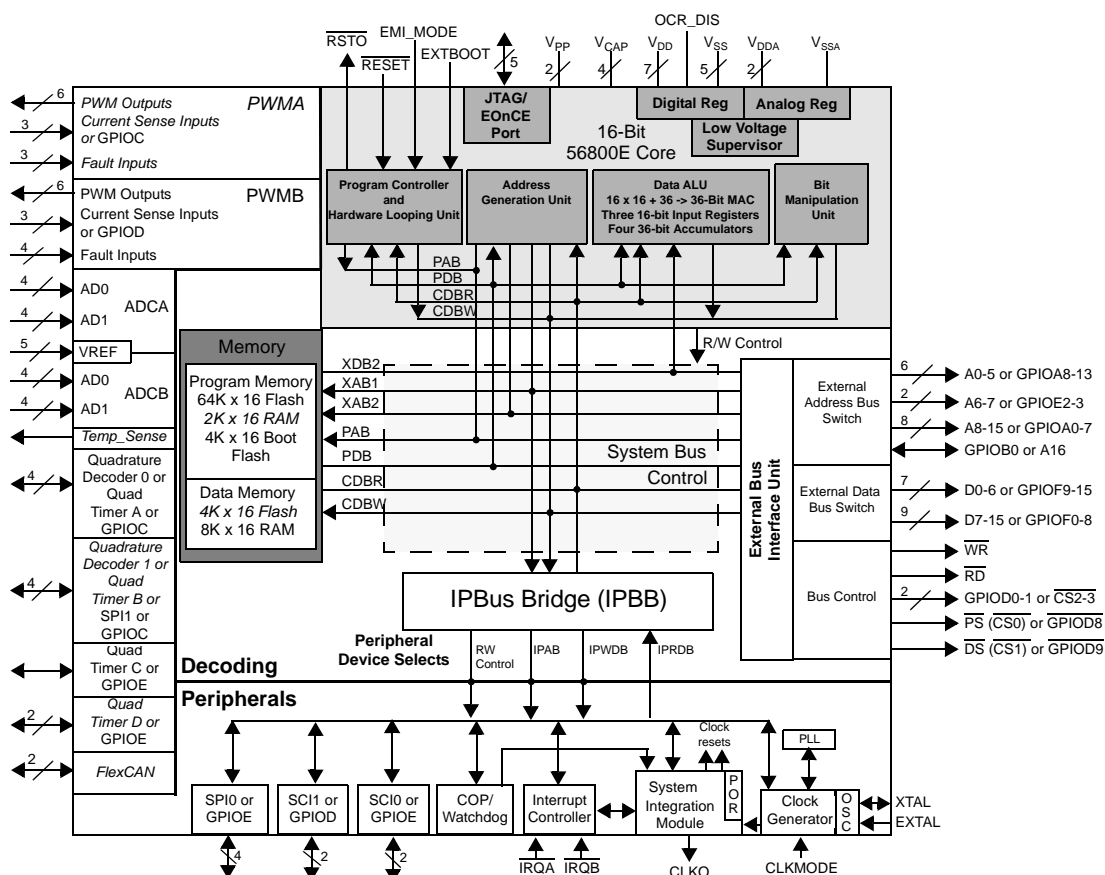 OCR_DIS
RSTO
EMI_MODE
RESET
EXTBOOT
5
VPP
2
VCAP
4
VDD
7
VSS
5
VDDA
2
VSSA
6
PWM Outputs
PWMA
3
Current Sense Inputs
or GPIOC
3
Fault Inputs
6
PWM Outputs
PWMB
3
Current Sense Inputs
or GPIOD
4
Fault Inputs
4
AD0
ADCA
4
AD1
5
VREF
4
AD0
ADCB
4
AD1
Temp_Sense
4
Quadrature
Decoder 0 or
Quad
Timer A or
GPIOC
4
Quadrature
Decoder 1 or
Quad
Timer B or
SPI1 or
GPIOC
Quad
Timer C or
GPIOE
2
Quad
Timer D or
GPIOE
2
FlexCAN
JTAG/
EOnCE
Port
Digital Reg
Analog Reg
Low Voltage
Supervisor
16-Bit
56800E Core
Program Controller
and
Hardware Looping Unit
Address
Generation Unit
Data ALU
16 x 16 + 36 -> 36-Bit MAC
Three 16-bit Input Registers
Four 36-bit Accumulators
Bit
Manipulation
Unit
PAB
PDB
CDBR
CDBW
Memory
Program Memory
64K x 16 Flash
2K x 16 RAM
4K x 16 Boot
Flash
Data Memory
4K x 16 Flash
8K x 16 RAM
R/W Control
XDB2
XAB1
XAB2
PAB
PDB
CDBR
CDBW
System Bus
Control
External Bus
Interface Unit
External
Address Bus
Switch
External Data
Bus Switch
Bus Control
6
A0-5 or GPIOA8-13
2
A6-7 or GPIOE2-3
8
A8-15 or GPIOA0-7
GPIOB0 or A16
7
D0-6 or GPIOF9-15
9
D7-15 or GPIOF0-8
WR
RD
2
GPIOD0-1 or CS2-3
PS (CS0) or GPIOD8
DS (CS1) or GPIOD9
IPBus Bridge (IPBB)
Peripheral
Device Selects
RW
Control
IPAB
IPWDB
IPRDB
Decoding
Peripherals
Clock
resets
PLL
SPI0 or
GPIOE
SCI1 or
GPIOD
SCI0 or
GPIOE
COP/
Watchdog
Interrupt
Controller
System
Integration
Module
POR
Clock
Generator
OSC
XTAL
EXTAL
4
2
2
IRQA
IRQB
CLKO
CLKMODE